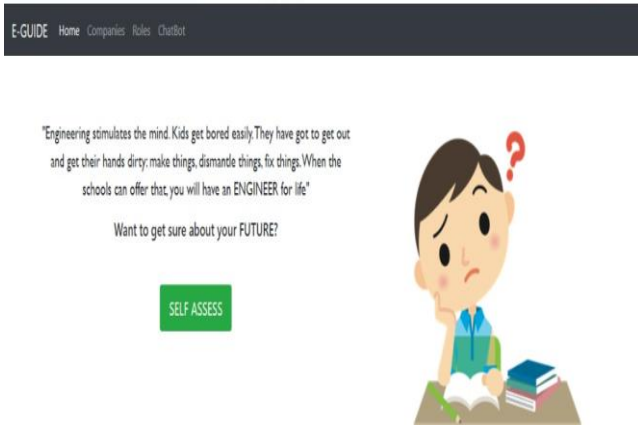 E-GUIDE Home Companies Roles ChatBot
"Engineering stimulates the mind. Kids get bored easily. They have got to get out
and get their hands dirty: make things, dismantle things, fix things. When the
schools can offer that, you will have an ENGINEER for life"
Want to get sure about your FUTURE?
SELF ASSESS
?